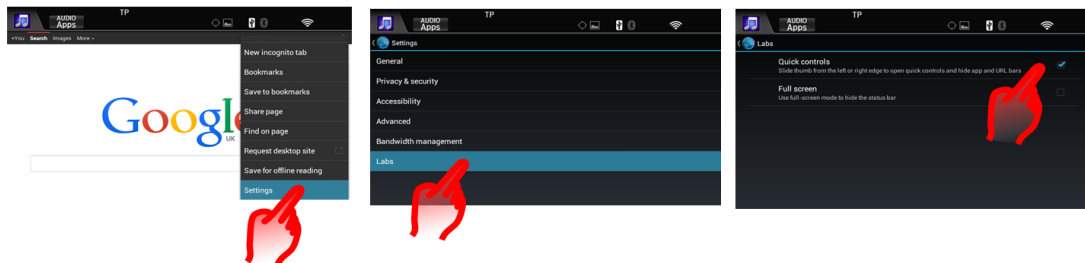 TP
AUDIO
Apps
+You Search Images More
New incognito tab
Bookmarks
Save to bookmarks
Share page
Find on page
Request desktop site
Save for offline reading
Settings
Google
UK
TP
AUDIO
Apps
Settings
General
Privacy & security
Accessibility
Advanced
Bandwidth management
Labs
TP
AUDIO
Apps
Labs
Quick controls
Slide thumb from the left or right edge to open quick controls and hide app and URL bars
Full screen
Use full-screen mode to hide the status bar